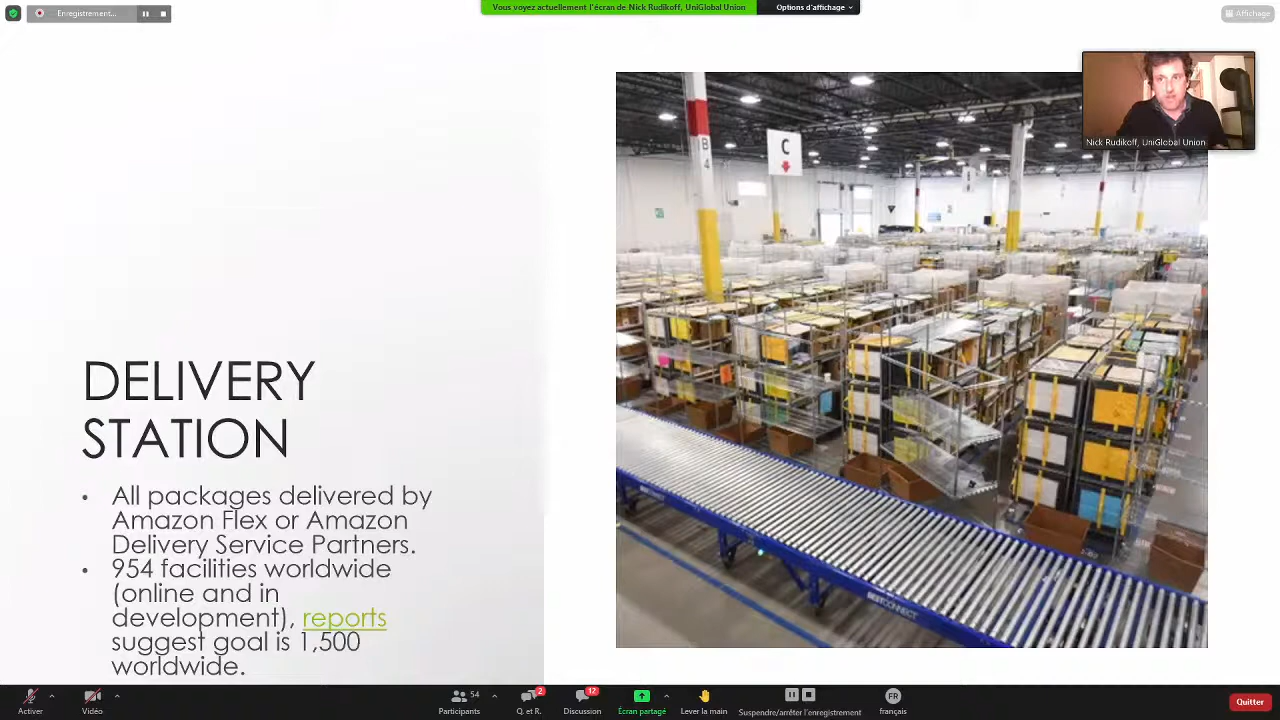 Enregistrement...
Vous voyez actuellement l'écran de Nick Rudikoff, UniGlobal Union
Options d'affichage
Affichage
Nick Rudikoff, UniGlobal Union
C
B
4
DELIVERY
STATION
• All packages delivered by
Amazon Flex or Amazon
Delivery Service Partners.
• 954 facilities worldwide
(online and in
development), reports
suggest goal is 1,500
worldwide.
BESTCONNECT
Activer
Vidéo
54
Participants
2
Q. et R.
12
Discussion
Écran partagé
Lever la main
Suspendre/arrêter l'enregistrement
FR
français
Quitter